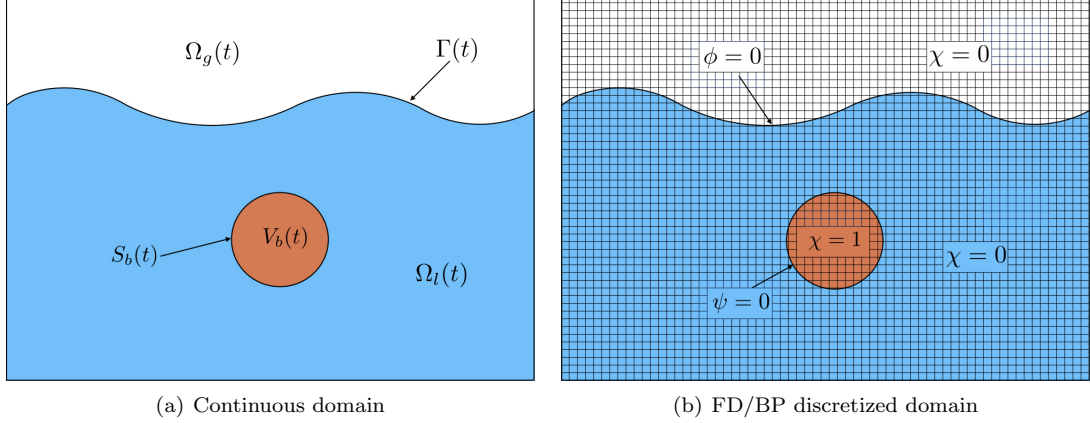 Ω_g(t)
Γ(t)
S_b(t)
V_b(t)
Ω_l(t)
(a) Continuous domain
ϕ = 0
χ = 0
χ = 1
χ = 0
ψ = 0
(b) FD/BP discretized domain